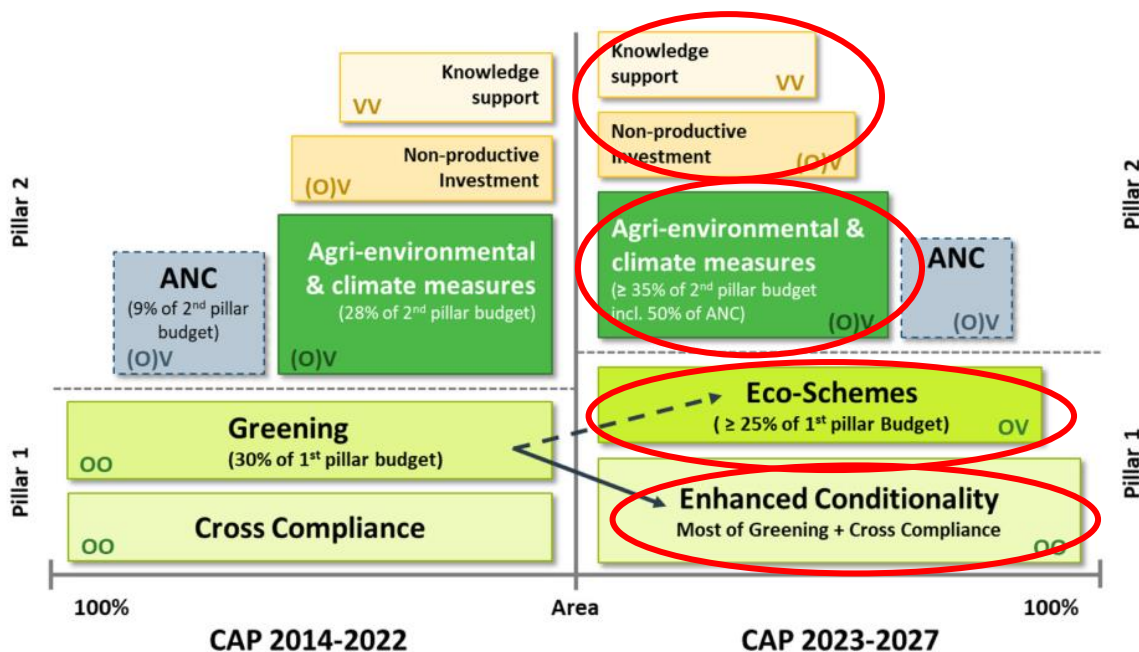 Pillar 2
Knowledge
support
VV
Non-productive
Investment
(O)V
ANC
(9% of 2nd pillar
budget)
(O)V
Agri-environmental
& climate measures
(28% of 2nd pillar budget)
(O)V
Pillar 1
Greening
(30% of 1st pillar budget)
OO
Cross Compliance
OO
Knowledge
support
VV
Non-productive
Investment
(O)V
Agri-environmental &
climate measures
(≥ 35% of 2nd pillar budget
incl. 50% of ANC)
(O)V
ANC
(O)V
Pillar 2
Eco-Schemes
( ≥ 25% of 1st pillar Budget)
OV
Enhanced Conditionality
Most of Greening + Cross Compliance
OO
Pillar 1
100%
Area
100%
CAP 2014-2022
CAP 2023-2027